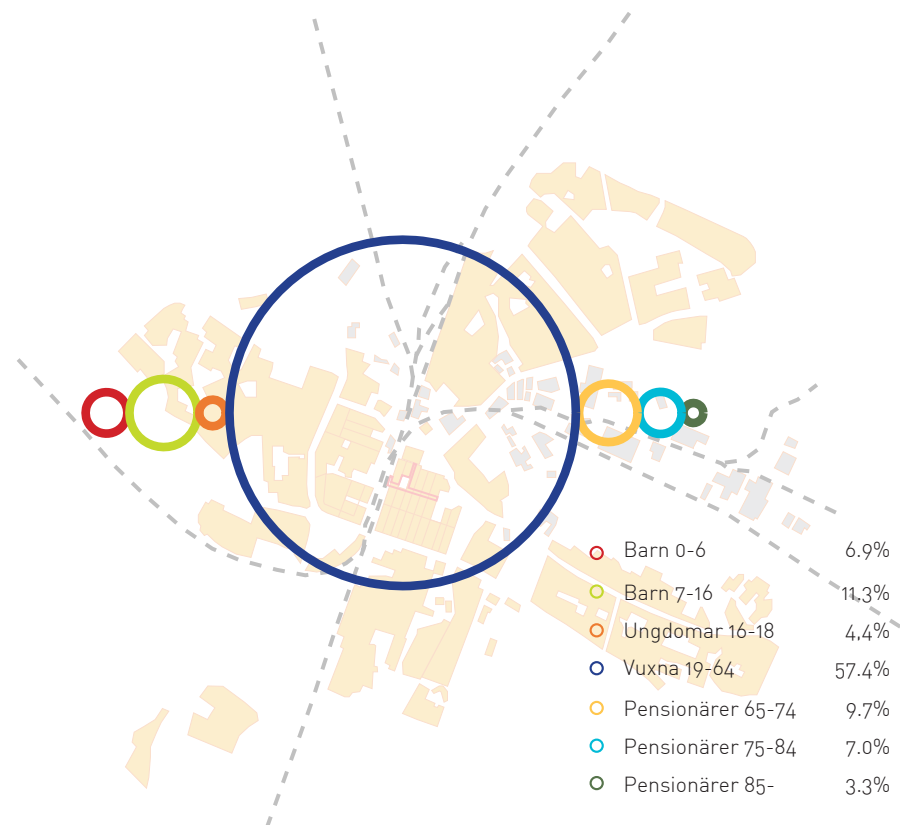 Barn 0-6 6.9%
Barn 7-16 11.3%
Ungdomar 16-18 4.4%
Vuxna 19-64 57.4%
Pensionärer 65-74 9.7%
Pensionärer 75-84 7.0%
Pensionärer 85- 3.3%